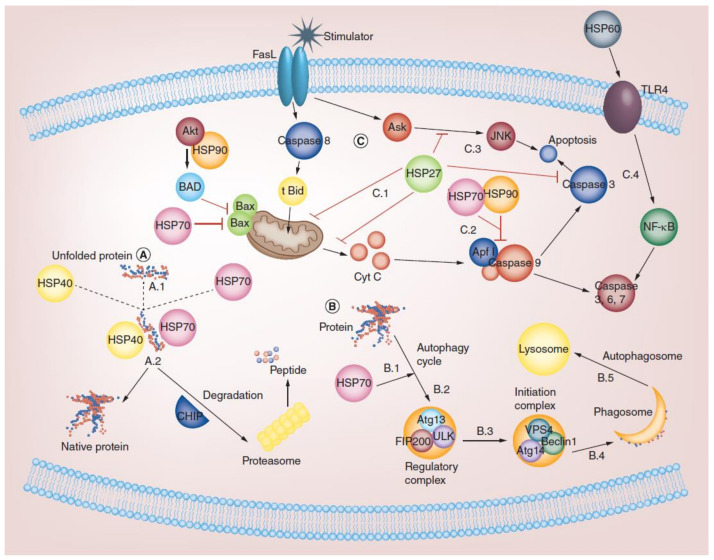 Stimulator
HSP60
FasL
TLR4
Akt
HSP90
Caspase 8
C
Ask
JNK
C.3
Apoptosis
HSP27
C.4
BAD
t Bid
C.1
Caspase 3
HSP70
HSP90
Bax
Bax
HSP70
C.2
NF-κB
Unfolded protein
A
Apf I
Caspase 9
Cyt C
HSP40
A.1
HSP70
Caspase
3, 6, 7
B
Protein
HSP40
HSP70
Autophagy
cycle
Lysosome
Autophagosome
A.2
Peptide
B.1
HSP70
B.2
B.5
Degradation
Initiation
complex
CHIP
Phagosome
Atg13
FIP200
ULK
B.3
VPS4
Beclin1
Atg14
B.4
Native protein
Proteasome
Regulatory
complex